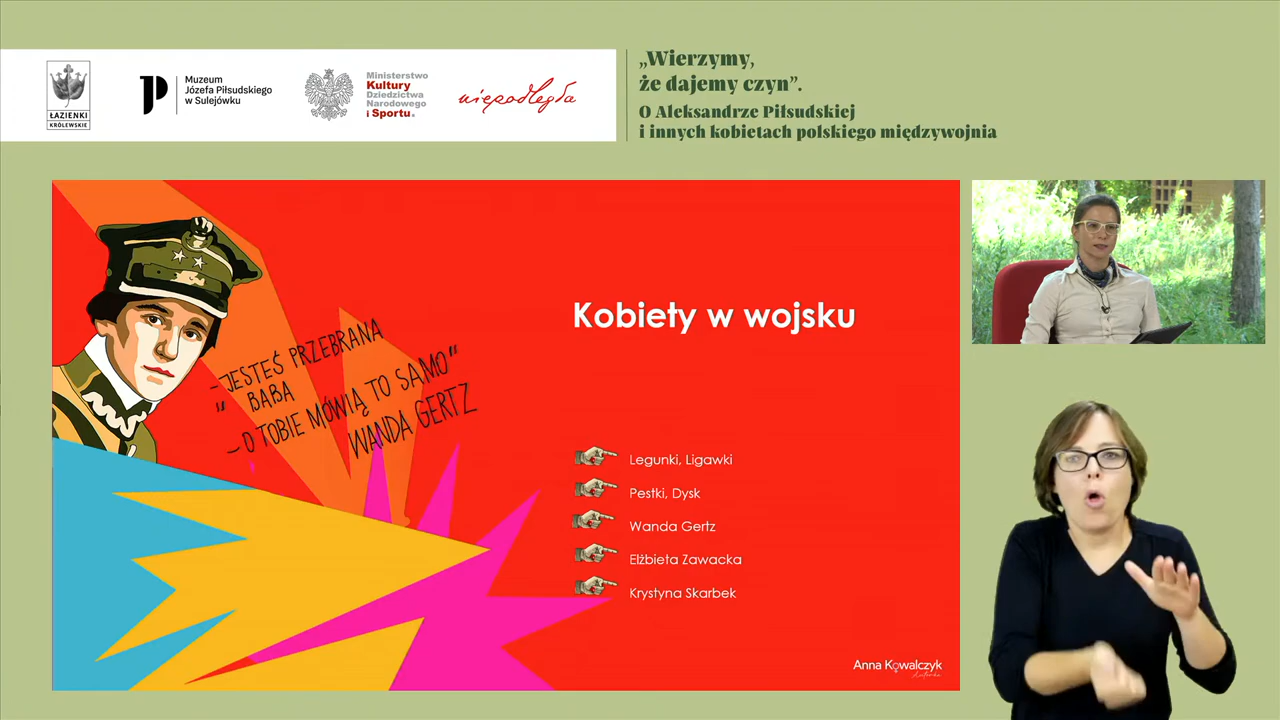 ŁAZIENKI
KRÓLEWSKIE
Muzeum
Józefa Piłsudskiego
w Sulejówku
Ministerstwo
Kultury
Dziedzictwa
Narodowego
i Sportu.
niepodległa
„Wierzymy,
że dajemy czyn”.
O Aleksandrze Piłsudskiej
i innych kobietach polskiego międzywojnia
- JESTEŚ PRZEBRANA
" BABA
- O TOBIE MÓWIĄ TO SAMO"
WANDA GERTZ
Kobiety w wojsku
Legunki, Ligawki
Pestki, Dysk
Wanda Gertz
Elżbieta Zawacka
Krystyna Skarbek
Anna Kowalczyk
autorka